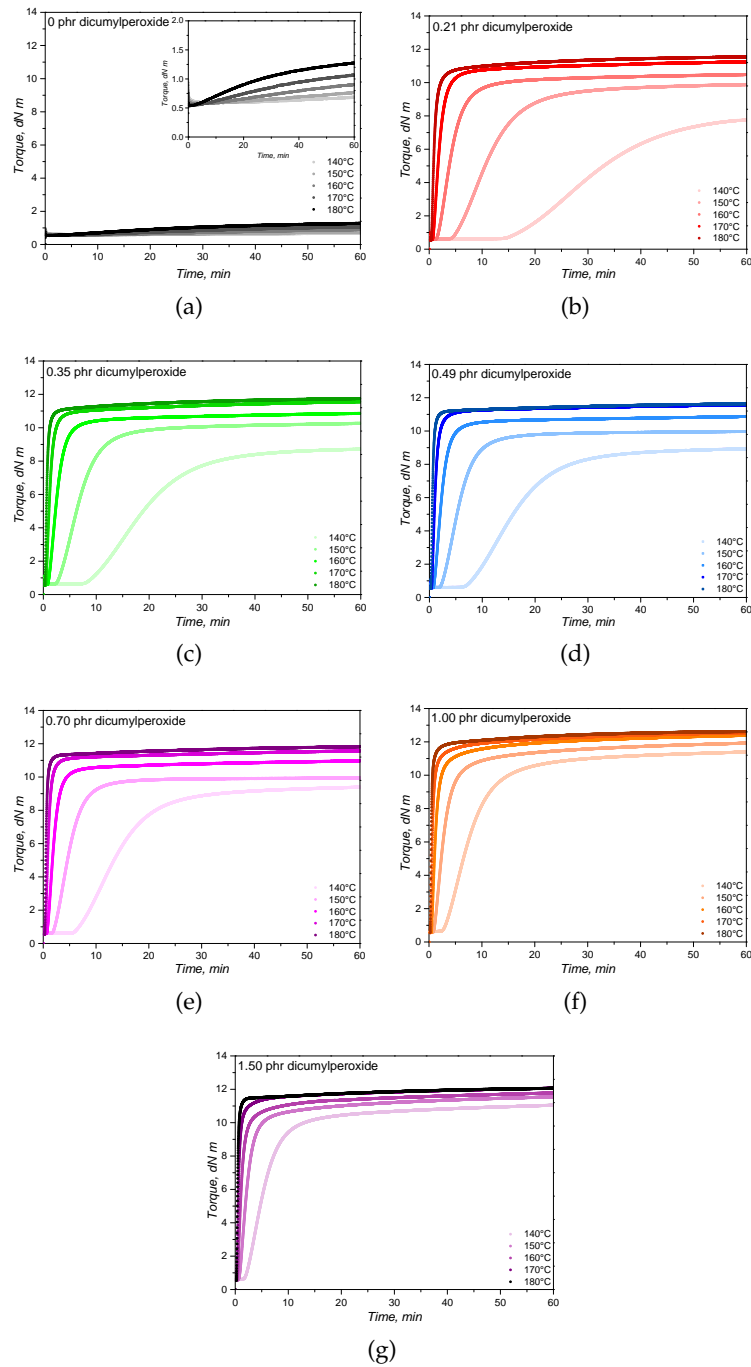 0 phr dicumylperoxide
Torque, dN m
14
12
10
8
6
4
2
0
0 10 20 30 40 50 60
Time, min
Torque, dN m
2.0
1.5
1.0
0.5
0.0
0 20 40 60
Time, min
140°C
150°C
160°C
170°C
180°C
(a)
0.21 phr dicumylperoxide
Torque, dN m
14
12
10
8
6
4
2
0
0 10 20 30 40 50 60
Time, min
140°C
150°C
160°C
170°C
180°C
(b)
0.35 phr dicumylperoxide
Torque, dN m
14
12
10
8
6
4
2
0
0 10 20 30 40 50 60
Time, min
140°C
150°C
160°C
170°C
180°C
(c)
0.49 phr dicumylperoxide
Torque, dN m
14
12
10
8
6
4
2
0
0 10 20 30 40 50 60
Time, min
140°C
150°C
160°C
170°C
180°C
(d)
0.70 phr dicumylperoxide
Torque, dN m
14
12
10
8
6
4
2
0
0 10 20 30 40 50 60
Time, min
140°C
150°C
160°C
170°C
180°C
(e)
1.00 phr dicumylperoxide
Torque, dN m
14
12
10
8
6
4
2
0
0 10 20 30 40 50 60
Time, min
140°C
150°C
160°C
170°C
180°C
(f)
1.50 phr dicumylperoxide
Torque, dN m
14
12
10
8
6
4
2
0
0 10 20 30 40 50 60
Time, min
140°C
150°C
160°C
170°C
180°C
(g)